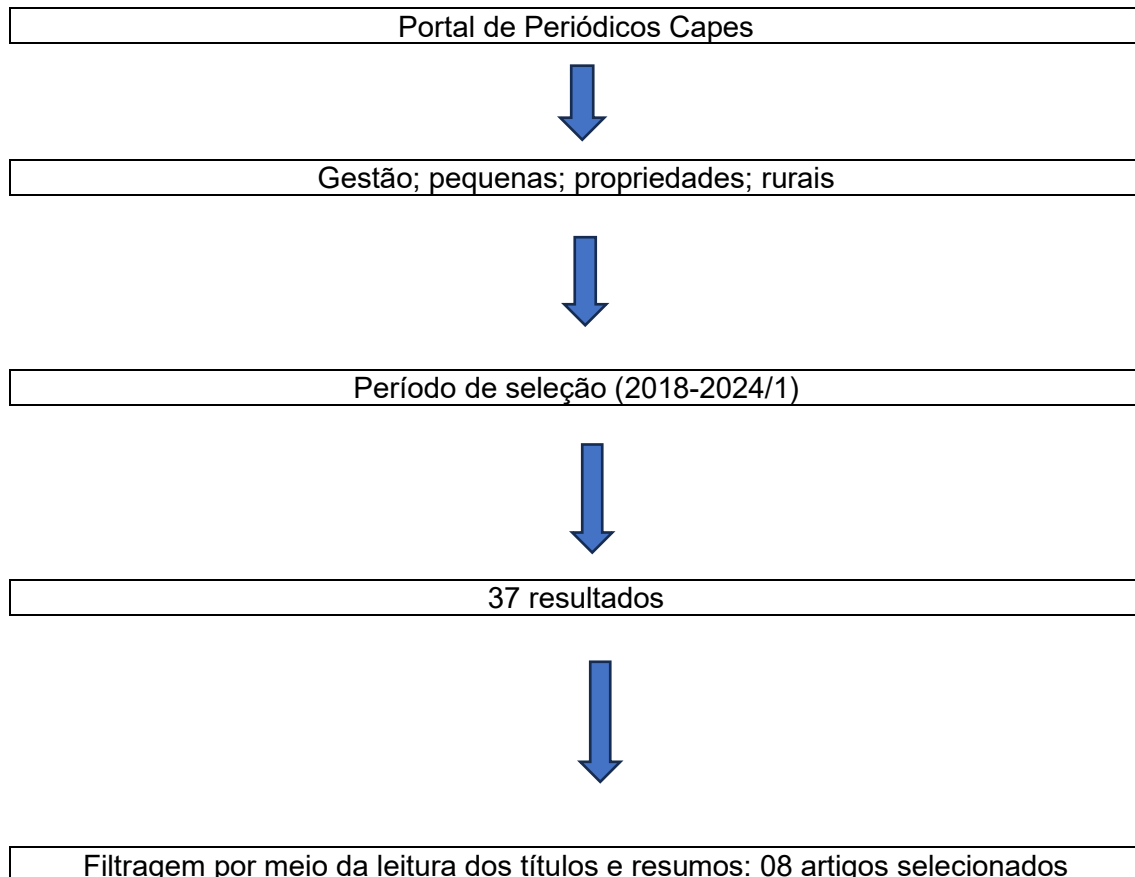 Portal de Periódicos Capes
Gestão; pequenas; propriedades; rurais
Período de seleção (2018-2024/1)
37 resultados
Filtragem por meio da leitura dos títulos e resumos: 08 artigos selecionados